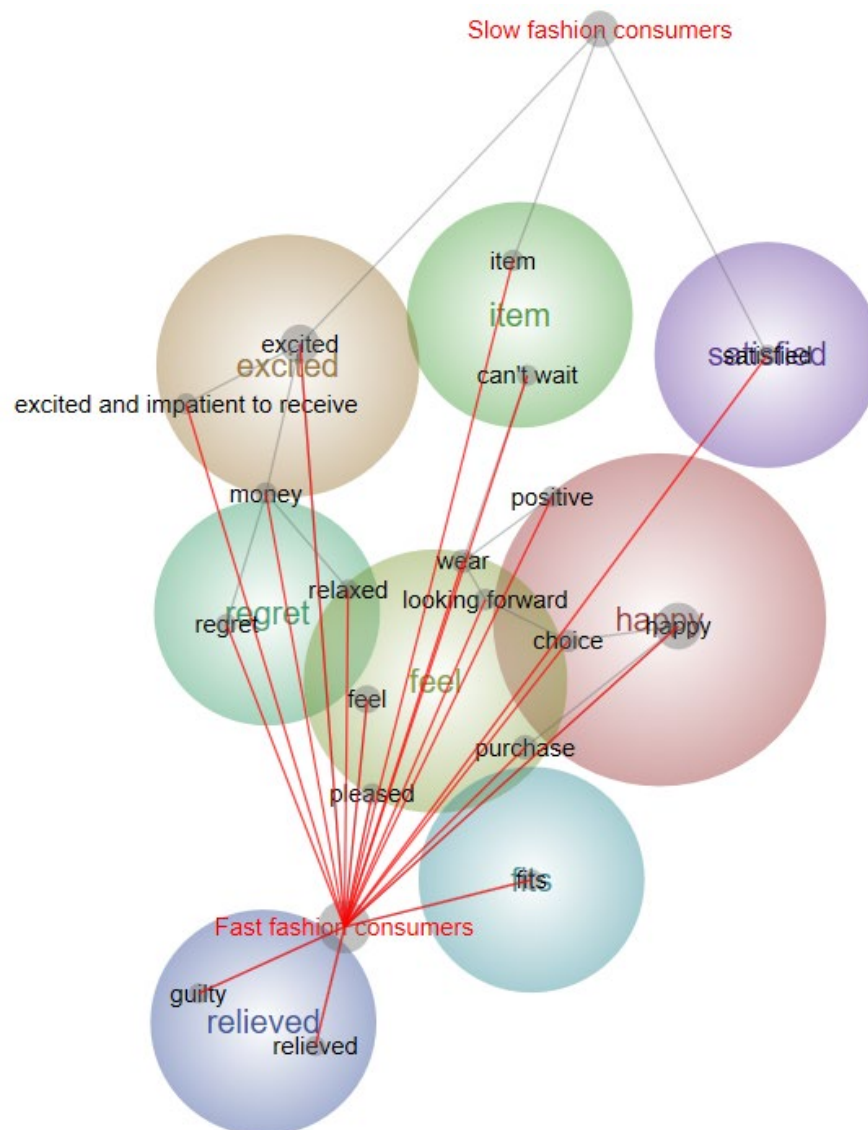 Slow fashion consumers
item
item
excited
excited
satisfied
satisfied
can't wait
excited and impatient to receive
money
positive
wear
relaxed
looking forward
regret
regret
happy
happy
choice
feel
feel
purchase
pleased
fits
fits
Fast fashion consumers
guilty
relieved
relieved